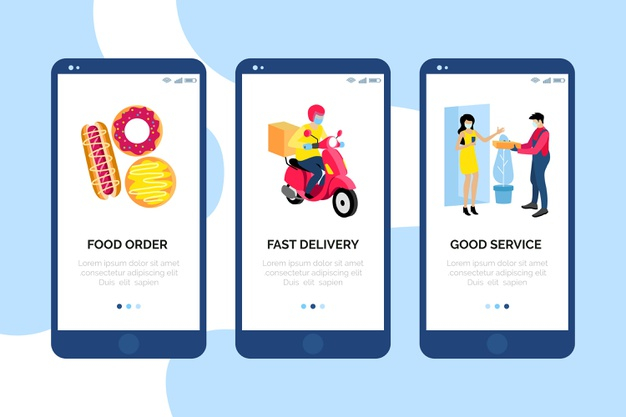 FOOD ORDER
Lorem ipsum dolor sit amet,
consectetur adipiscing elit
Duis elit sapien
FAST DELIVERY
Lorem ipsum dolor sit amet,
consectetur adipiscing elit
Duis elit sapien
GOOD SERVICE
Lorem ipsum dolor sit amet,
consectetur adipiscing elit
Duis elit sapien